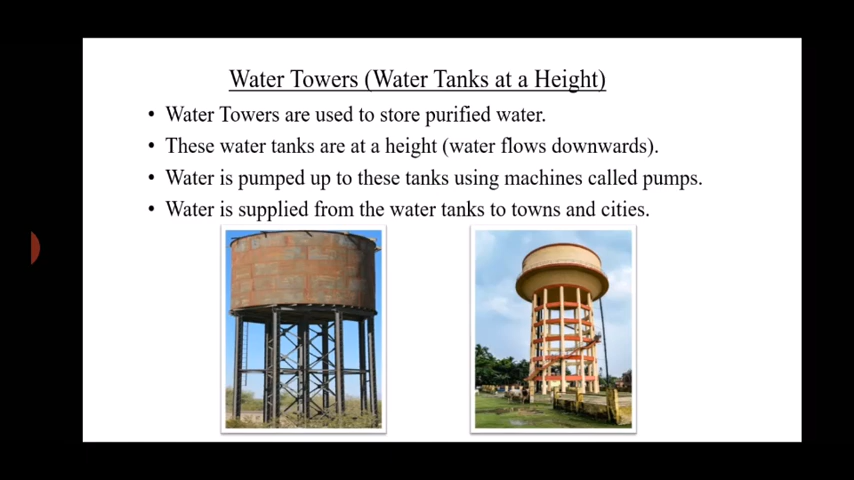 Water Towers (Water Tanks at a Height)
• Water Towers are used to store purified water.
• These water tanks are at a height (water flows downwards).
• Water is pumped up to these tanks using machines called pumps.
• Water is supplied from the water tanks to towns and cities.